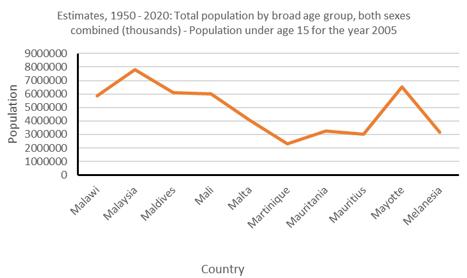 Estimates, 1950 - 2020: Total population by broad age group, both sexes
combined (thousands) - Population under age 15 for the year 2005
Population
9000000
8000000
7000000
6000000
5000000
4000000
3000000
2000000
1000000
0
Malawi
Malaysia
Maldives
Mali
Malta
Martinique
Mauritania
Mauritius
Mayotte
Melanesia
Country